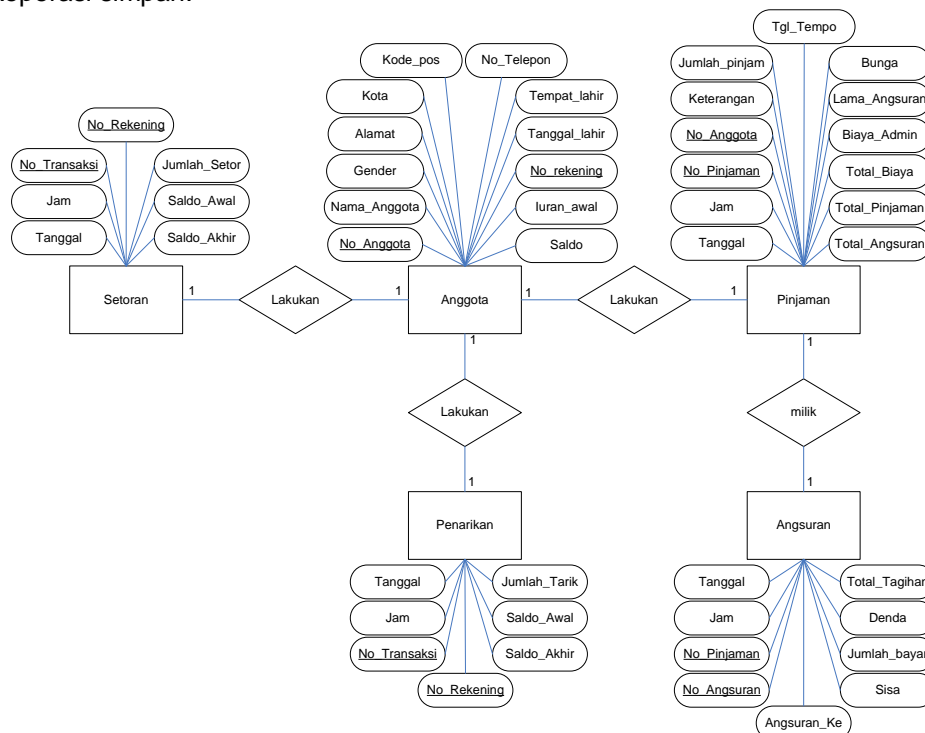 Tgl_Tempo
Kode_pos
No_Telepon
Jumlah_pinjam
Bunga
Kota
Tempat_lahir
Keterangan
Lama_Angsuran
No_Rekening
Alamat
Tanggal_lahir
No_Anggota
Biaya_Admin
No_Transaksi
Jumlah_Setor
Gender
No_rekening
No_Pinjaman
Total_Biaya
Jam
Saldo_Awal
Nama_Anggota
Iuran_awal
Jam
Total_Pinjaman
Tanggal
Saldo_Akhir
No_Anggota
Saldo
Tanggal
Total_Angsuran
Setoran
1
Lakukan
1
Anggota
1
Lakukan
1
Pinjaman
1
1
Lakukan
milik
1
1
Penarikan
Angsuran
Tanggal
Jumlah_Tarik
Tanggal
Total_Tagihan
Jam
Saldo_Awal
Jam
Denda
No_Transaksi
Saldo_Akhir
No_Pinjaman
Jumlah_bayar
No_Rekening
No_Angsuran
Sisa
Angsuran_Ke